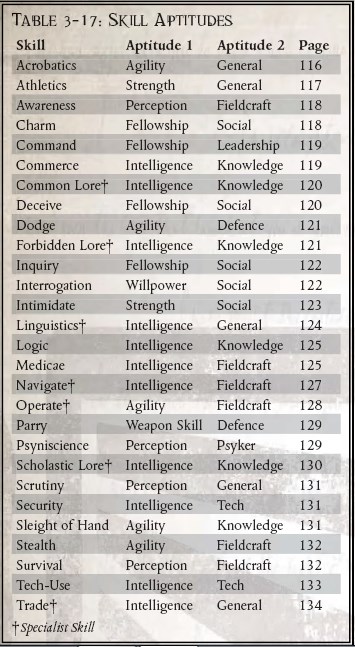 TABLE 3-17: SKILL APTITUDES
Skill Aptitude 1 Aptitude 2 Page
Acrobatics Agility General 116
Athletics Strength General 117
Awareness Perception Fieldcraft 118
Charm Fellowship Social 118
Command Fellowship Leadership 119
Commerce Intelligence Knowledge 119
Common Lore† Intelligence Knowledge 120
Deceive Fellowship Social 120
Dodge Agility Defence 121
Forbidden Lore† Intelligence Knowledge 121
Inquiry Fellowship Social 122
Interrogation Willpower Social 122
Intimidate Strength Social 123
Linguistics† Intelligence General 124
Logic Intelligence Knowledge 125
Medicae Intelligence Fieldcraft 125
Navigate† Intelligence Fieldcraft 127
Operate† Agility Fieldcraft 128
Parry Weapon Skill Defence 129
Psyniscience Perception Psyker 129
Scholastic Lore† Intelligence Knowledge 130
Scrutiny Perception General 131
Security Intelligence Tech 131
Sleight of Hand Agility Knowledge 131
Stealth Agility Fieldcraft 132
Survival Perception Fieldcraft 132
Tech-Use Intelligence Tech 133
Trade† Intelligence General 134
†Specialist Skill